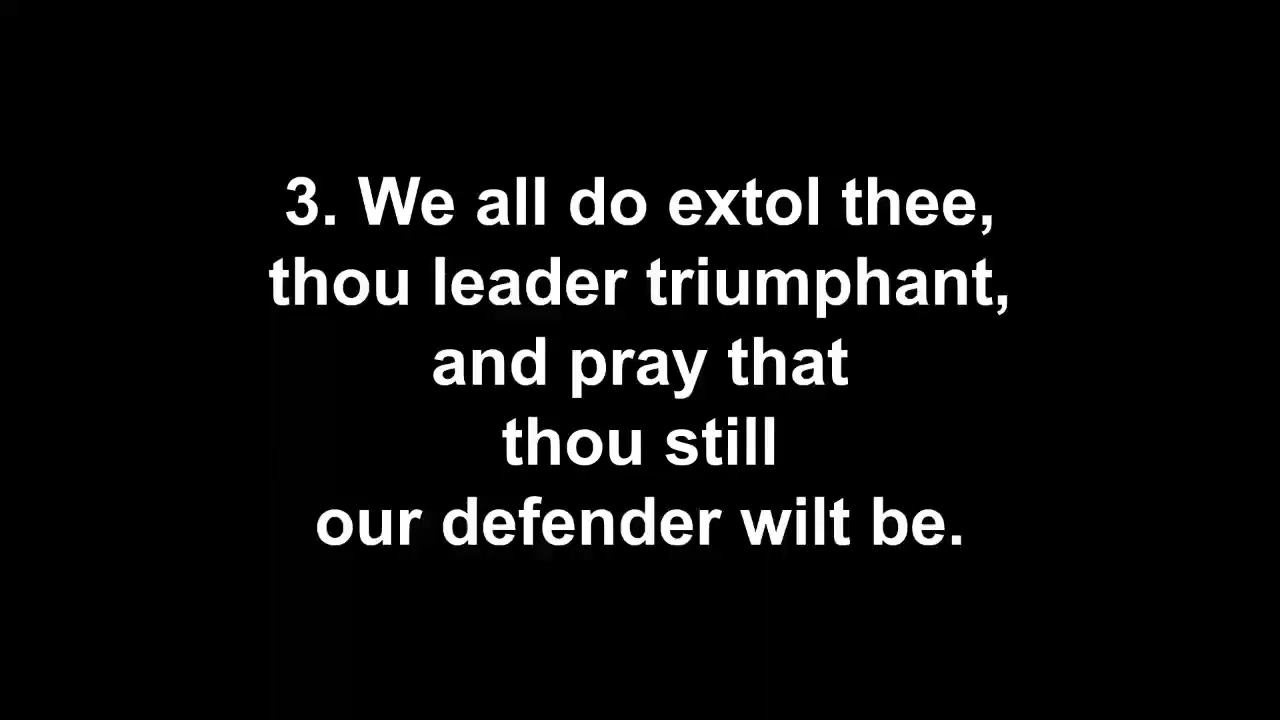 3. We all do extol thee,
thou leader triumphant,
and pray that
thou still
our defender wilt be.